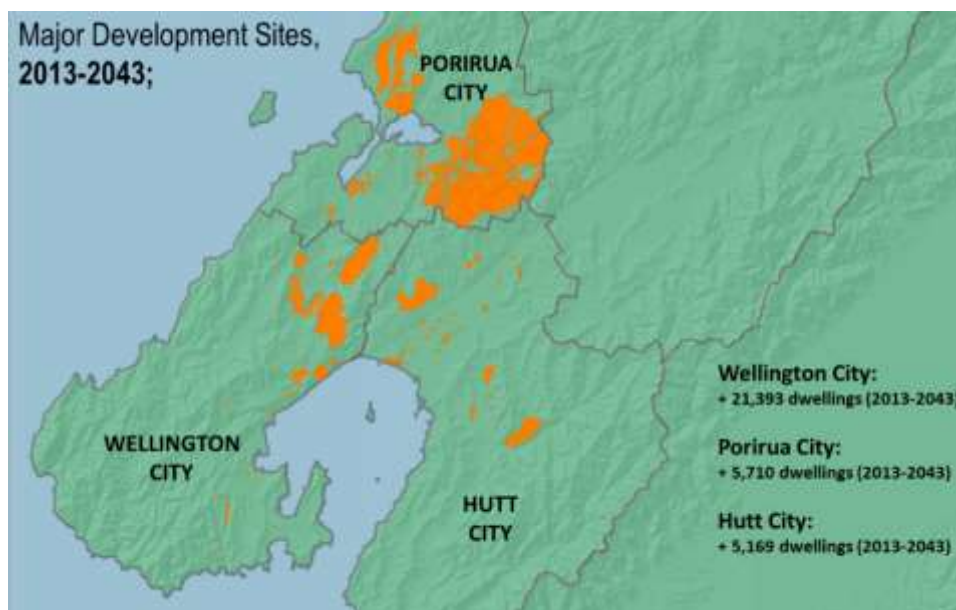 Major Development Sites,
2013-2043;
PORIRUA
CITY
WELLINGTON
CITY
HUTT
CITY
Wellington City:
+ 21,393 dwellings (2013-2043)
Porirua City:
+ 5,710 dwellings (2013-2043)
Hutt City:
+ 5,169 dwellings (2013-2043)